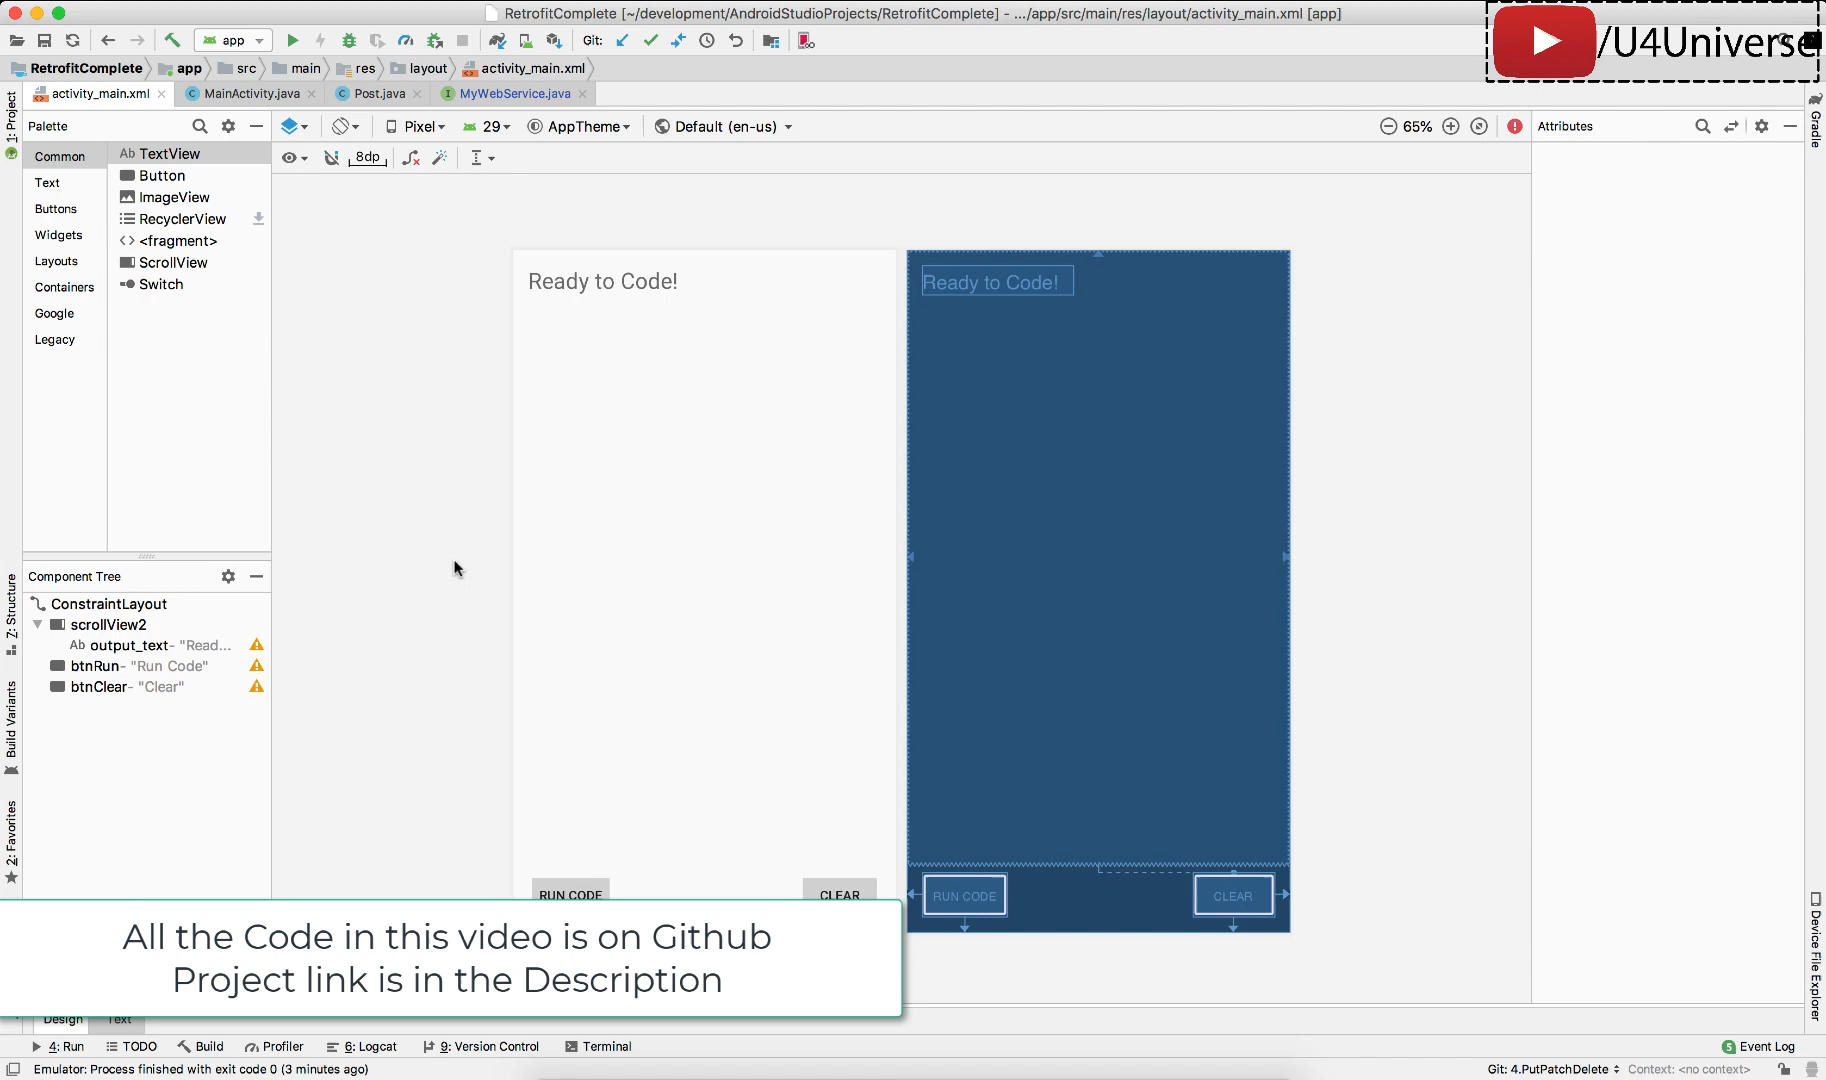 RetrofitComplete [~/development/AndroidStudioProjects/RetrofitComplete] - .../app/src/main/res/layout/activity_main.xml [app]
/U4Universe
app
Git:
RetrofitComplete
app
src
main
res
layout
activity_main.xml
activity_main.xml
MainActivity.java
Post.java
MyWebService.java
1: Project
Gradle
Palette
Pixel
29
AppTheme
Default (en-us)
65%
Attributes
8dp
Common
Text
Buttons
Widgets
Layouts
Containers
Google
Legacy
Ab TextView
Button
ImageView
RecyclerView
<fragment>
ScrollView
Switch
Ready to Code!
Ready to Code!
Component Tree
ConstraintLayout
scrollView2
Ab output_text- "Read...
btnRun- "Run Code"
btnClear- "Clear"
Z: Structure
Build Variants
2: Favorites
RUN CODE
CLEAR
RUN CODE
CLEAR
Device File Explorer
All the Code in this video is on Github
Project link is in the Description
Design
Text
4: Run
TODO
Build
Profiler
6: Logcat
9: Version Control
Terminal
5 Event Log
Emulator: Process finished with exit code 0 (3 minutes ago)
Git: 4.PutPatchDelete
Context: <no context>